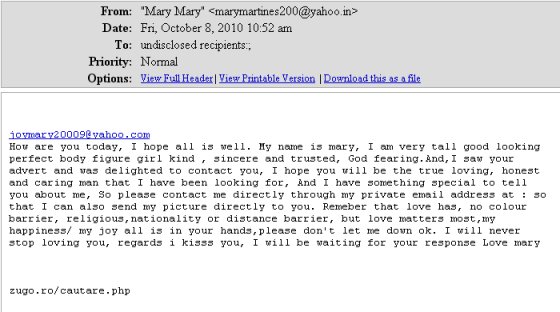 From: "Mary Mary" <marymartines200@yahoo.in>
Date: Fri, October 8, 2010 10:52 am
To: undisclosed recipients:;
Priority: Normal
Options: View Full Header | View Printable Version | Download this as a file
joymary20009@yahoo.com
How are you today, I hope all is well. My name is mary, I am very tall good looking
perfect body figure girl kind , sincere and trusted, God fearing.And,I saw your
advert and was delighted to contact you, I hope you will be the true loving, honest
and caring man that I have been looking for, And I have something special to tell
you about me, So please contact me directly through my private email address at : so
that I can also send my picture directly to you. Remeber that love has, no colour
barrier, religious,nationality or distance barrier, but love matters most,my
happiness/ my joy all is in your hands,please don't let me down ok. I will never
stop loving you, regards i kisss you, I will be waiting for your response Love mary
zugo.ro/cautare.php